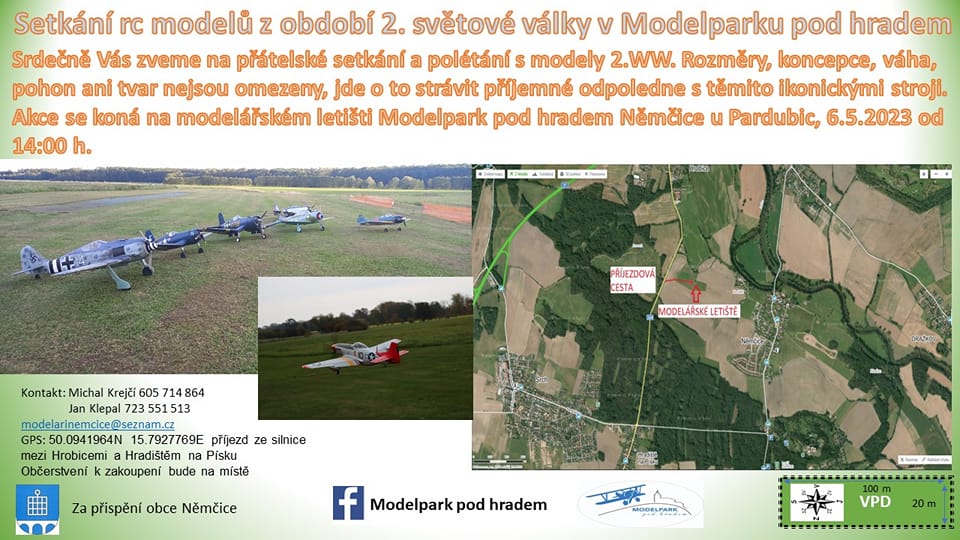 Setkání rc modelů z období 2. světové války v Modelparku pod hradem
Srdečně Vás zveme na přátelské setkání a polétání s modely 2.WW. Rozměry, koncepce, váha,
pohon ani tvar nejsou omezeny, jde o to strávit příjemné odpoledne s těmito ikonickými stroji.
Akce se koná na modelářském letišti Modelpark pod hradem Němčice u Pardubic, 6.5.2023 od
14:00 h.
PŘÍJEZDOVÁ
CESTA
MODELÁŘSKÉ LETIŠTĚ
Němčice
Srch
Kontakt: Michal Krejčí 605 714 864
Jan Klepal 723 551 513
modelarinemcice@seznam.cz
GPS: 50.0941964N 15.7927769E příjezd ze silnice
mezi Hrobicemi a Hradištěm na Písku
Občerstvení k zakoupení bude na místě
Za přispění obce Němčice
Modelpark pod hradem
MODELPARK
pod hradem
100 m
VPD
20 m